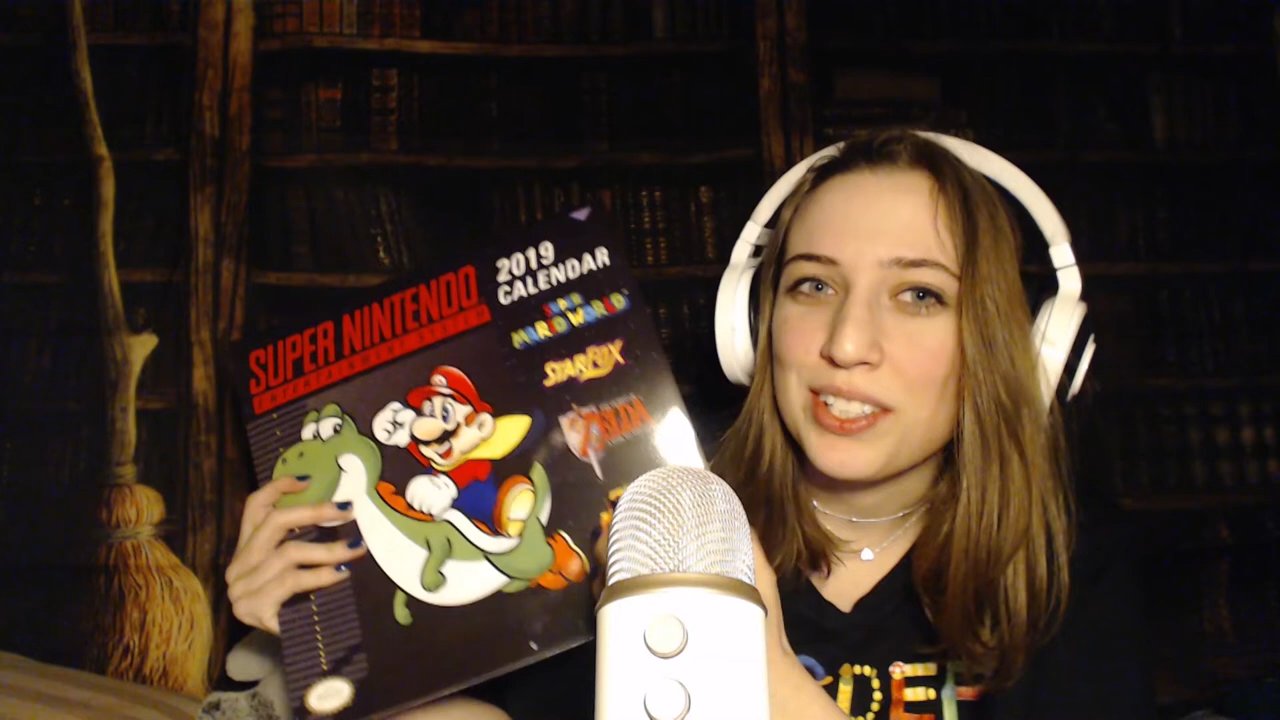 SUPER NINTENDO
ENTERTAINMENT SYSTEM
2019
CALENDAR
SUPER
MARIO WORLD
STARFOX
ZELDA